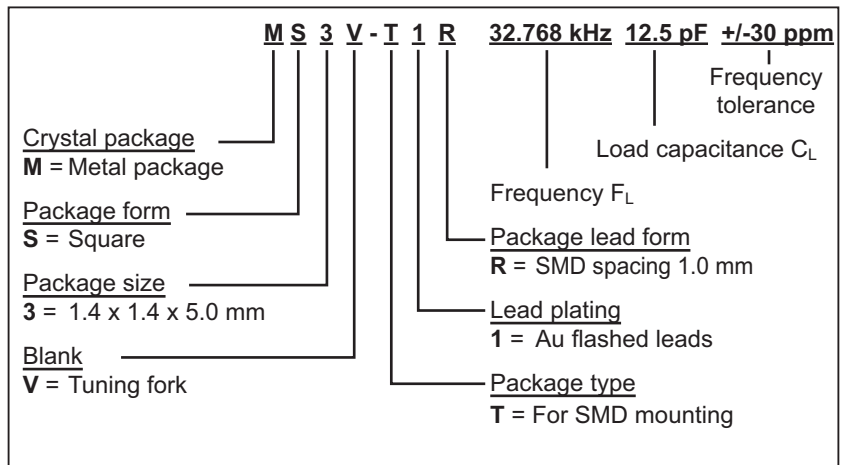 M S 3 V - T 1 R 32.768 kHz 12.5 pF +/-30 ppm
Frequency
tolerance
Crystal package
M = Metal package
Load capacitance CL
Package form
S = Square
Frequency FL
Package lead form
R = SMD spacing 1.0 mm
Package size
3 = 1.4 x 1.4 x 5.0 mm
Lead plating
1 = Au flashed leads
Blank
V = Tuning fork
Package type
T = For SMD mounting